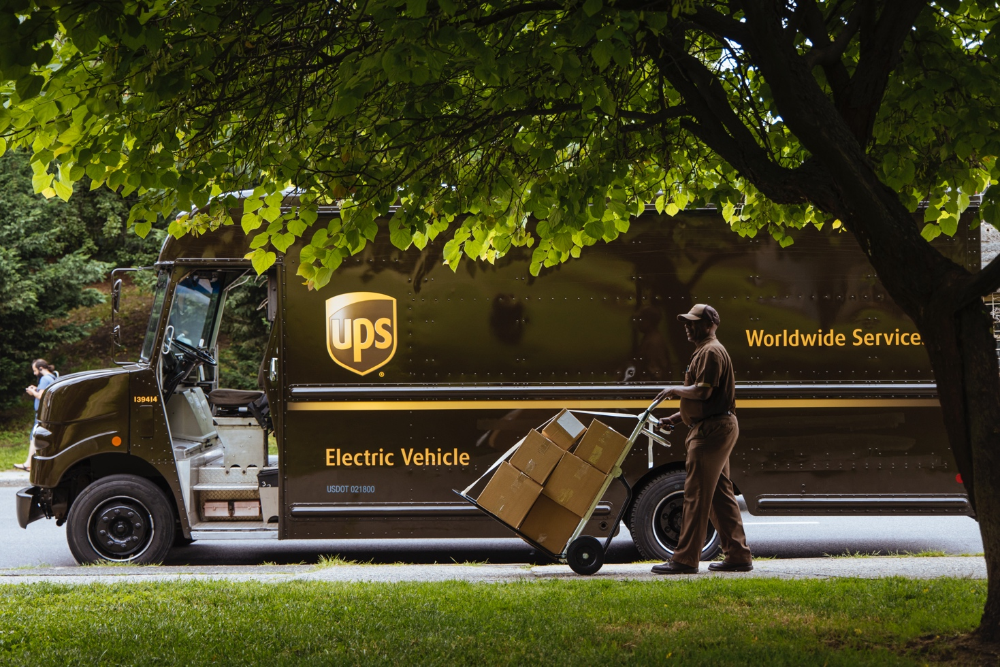 ups
®
Worldwide Service
139414
Electric Vehicle
USDOT 021800